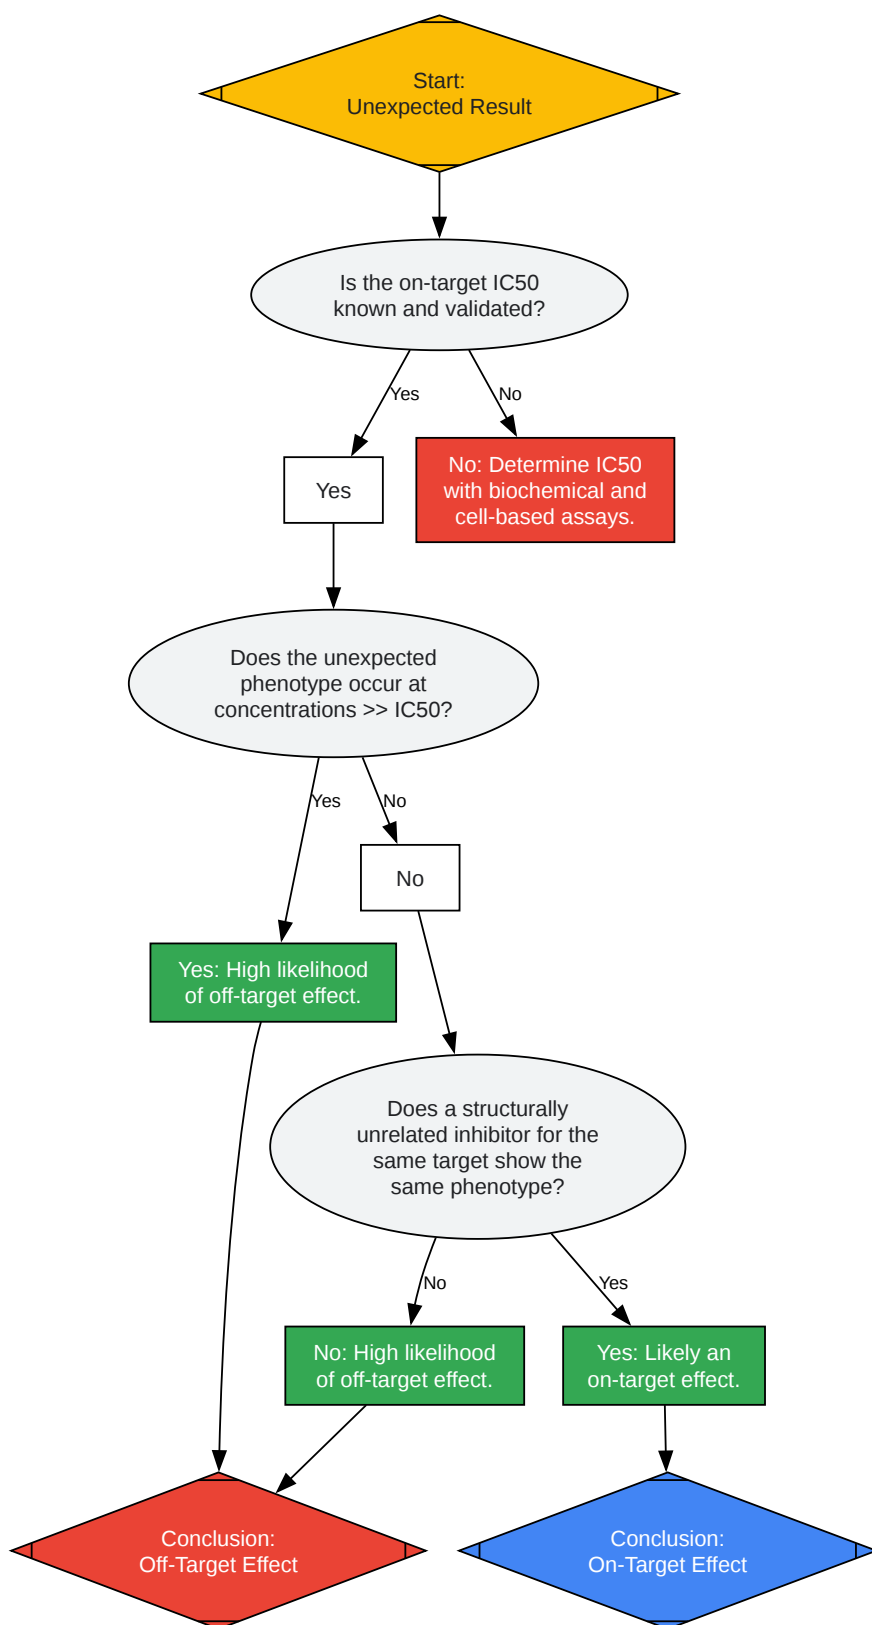 Start:
Unexpected Result
Is the on-target IC50
known and validated?
Yes
No
No: Determine IC50
with biochemical and
cell-based assays.
Yes
Does the unexpected
phenotype occur at
concentrations >> IC50?
Yes
No
No
Yes: High likelihood
of off-target effect.
Does a structurally
unrelated inhibitor for the
same target show the
same phenotype?
No
Yes
No: High likelihood
of off-target effect.
Yes: Likely an
on-target effect.
Conclusion:
Off-Target Effect
Conclusion:
On-Target Effect